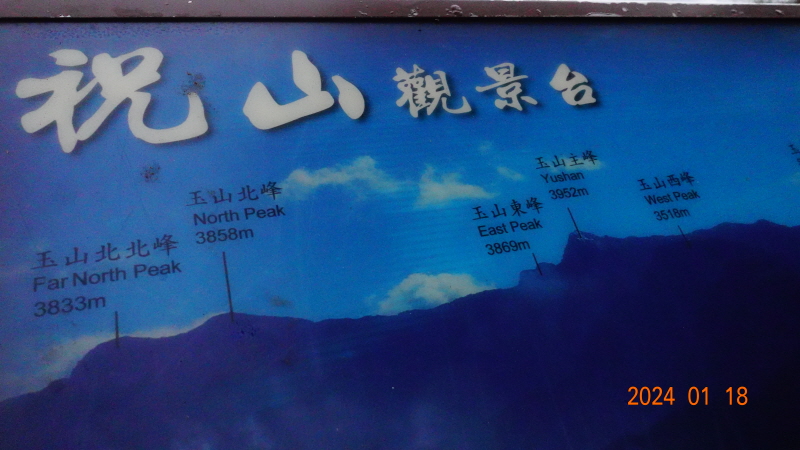 祝山觀景台
玉山北北峰
Far North Peak
3833m
玉山北峰
North Peak
3858m
玉山東峰
East Peak
3869m
玉山主峰
Yushan
3952m
玉山西峰
West Peak
3518m
2024 01 18